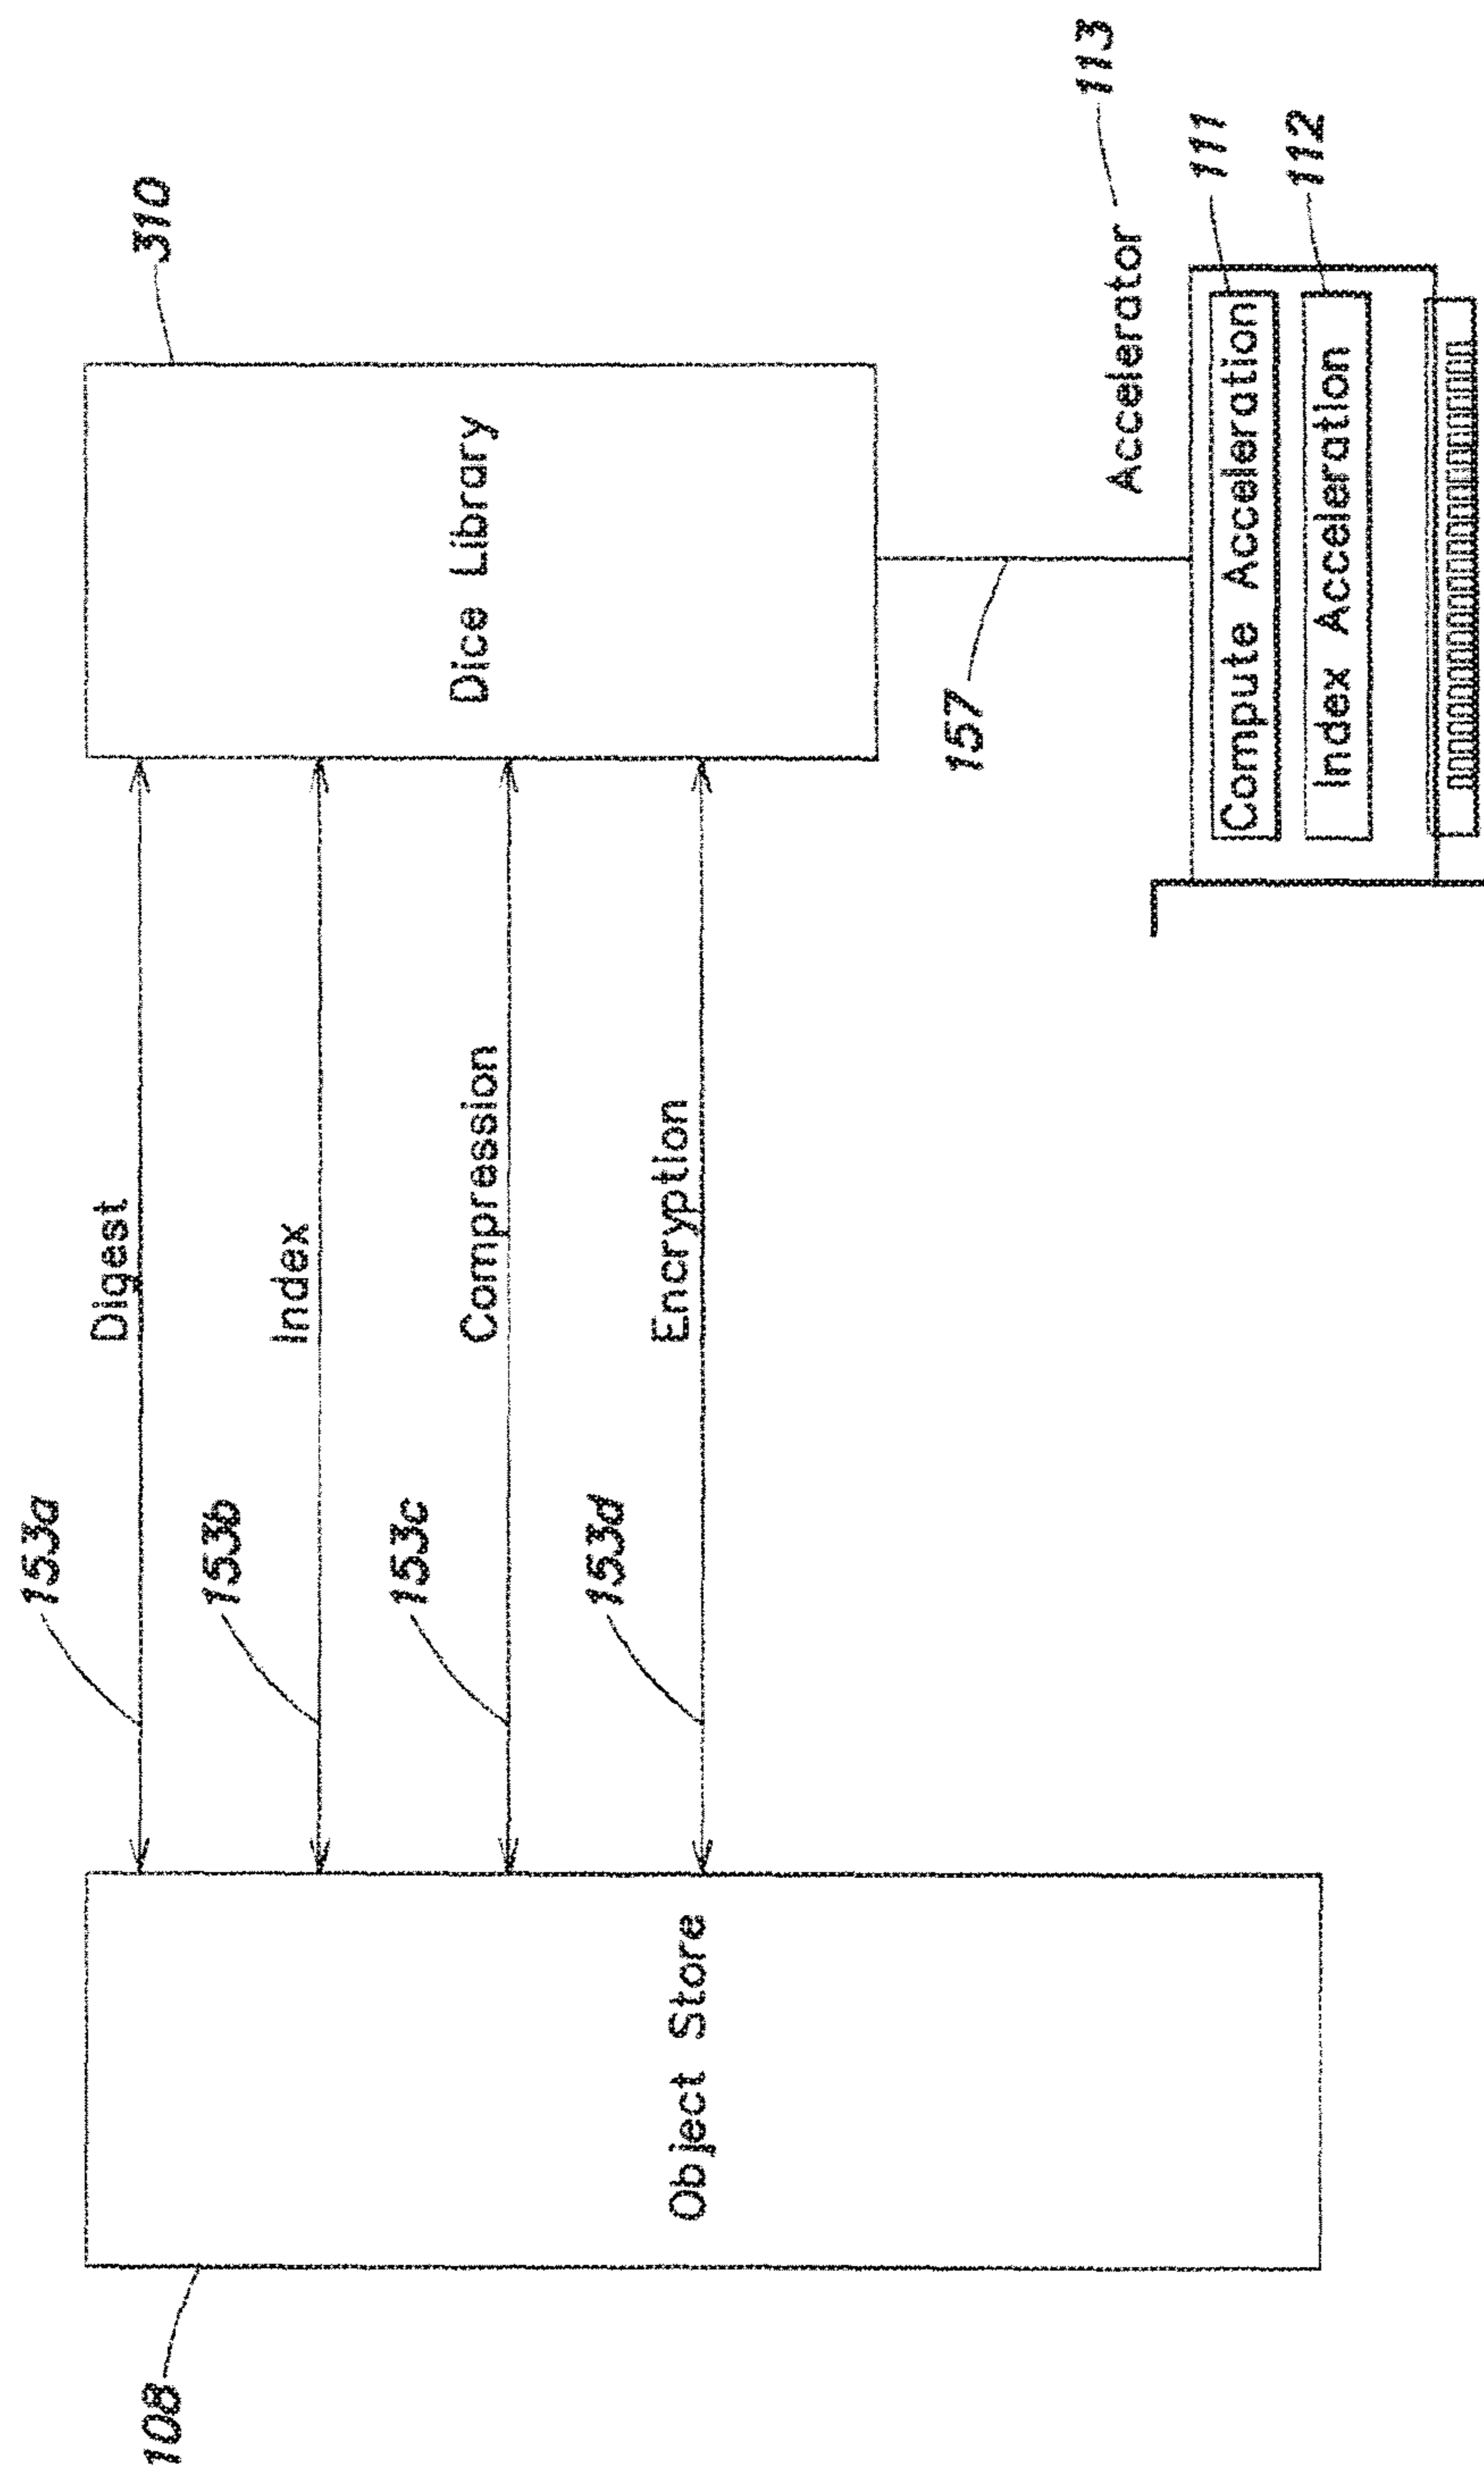 108
Object Store
153a
Digest
153b
Index
153c
Compression
153d
Encryption
310
Dice Library
157
Accelerator
113
Compute Acceleration
111
Index Acceleration
112